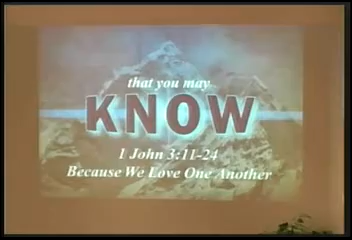 that you may
KNOW
1 John 3:11-24
Because We Love One Another